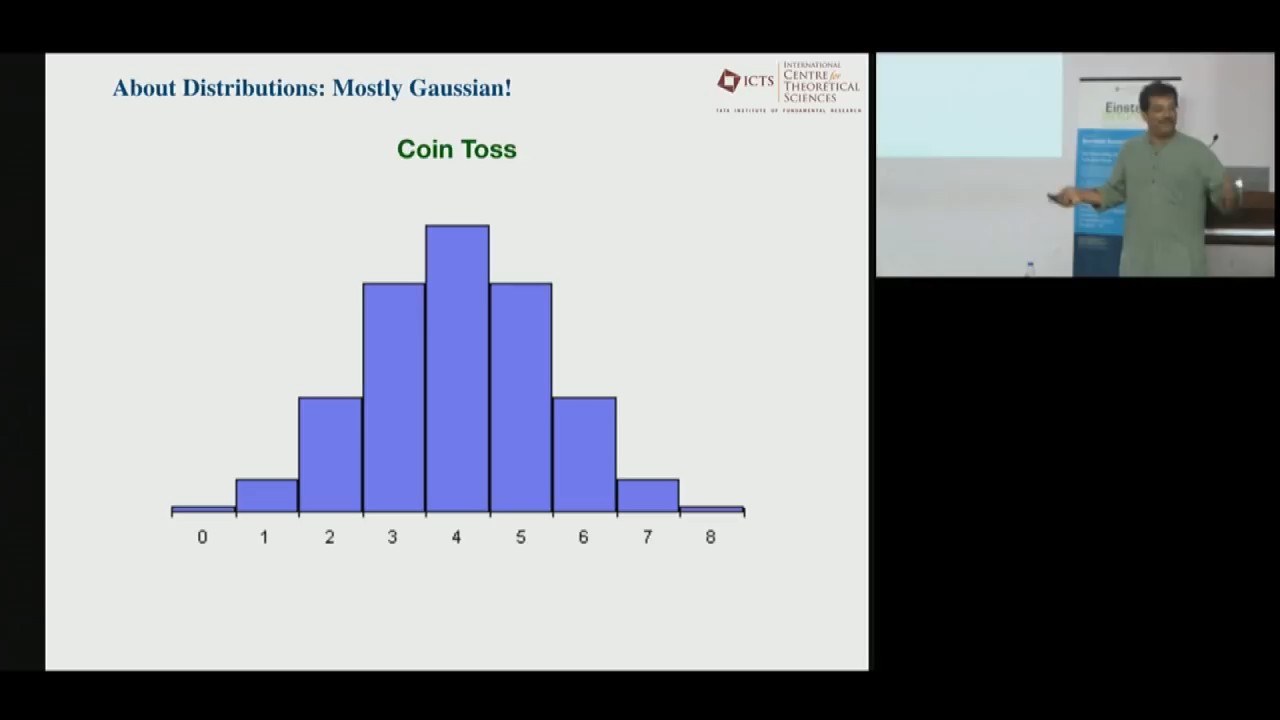 About Distributions: Mostly Gaussian!
ICTS
INTERNATIONAL
CENTRE for
THEORETICAL
SCIENCES
TATA INSTITUTE OF FUNDAMENTAL RESEARCH
Coin Toss
0 1 2 3 4 5 6 7 8
Einste